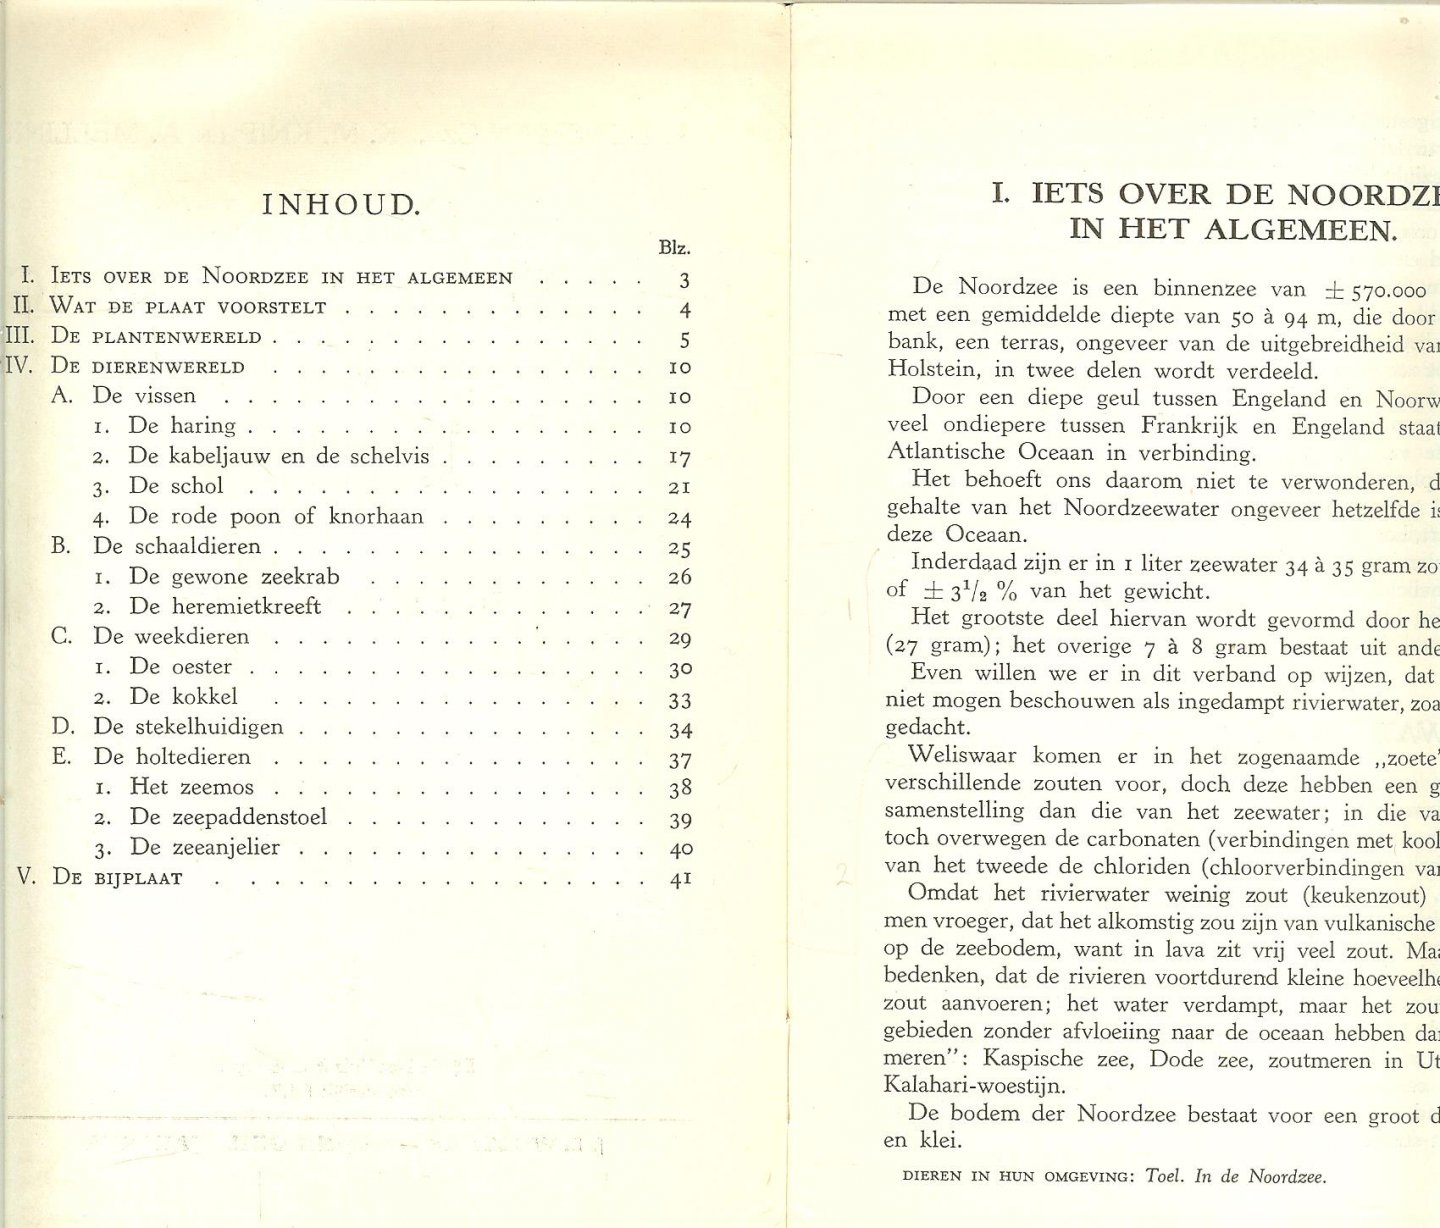 INHOUD.
Blz.
I. IETS OVER DE NOORDZEE IN HET ALGEMEEN . . . . . 3
II. WAT DE PLAAT VOORSTELT . . . . . . . . . . . . . 4
III. DE PLANTENWERELD . . . . . . . . . . . . . . . . 5
IV. DE DIERENWERELD . . . . . . . . . . . . . . . . 10
A. De vissen . . . . . . . . . . . . . . . . . . 10
1. De haring . . . . . . . . . . . . . . . . . 10
2. De kabeljauw en de schelvis . . . . . . . . . 17
3. De schol . . . . . . . . . . . . . . . . . 21
4. De rode poon of knorhaan . . . . . . . . . 24
B. De schaaldieren . . . . . . . . . . . . . . . . 25
1. De gewone zeekrab . . . . . . . . . . . . 26
2. De heremietkreeft . . . . . . . . . . . . . 27
C. De weekdieren . . . . . . . . . . . . . . . . 29
1. De oester . . . . . . . . . . . . . . . . . 30
2. De kokkel . . . . . . . . . . . . . . . . 33
D. De stekelhuidigen . . . . . . . . . . . . . . . 34
E. De holtedieren . . . . . . . . . . . . . . . . 37
1. Het zeemos . . . . . . . . . . . . . . . . 38
2. De zeepaddenstoel . . . . . . . . . . . . . 39
3. De zeeanjelier . . . . . . . . . . . . . . . 40
V. DE BIJPLAAT . . . . . . . . . . . . . . . . . . 41
I. IETS OVER DE NOORDZE
IN HET ALGEMEEN.
De Noordzee is een binnenzee van ± 570.000
met een gemiddelde diepte van 50 à 94 m, die door
bank, een terras, ongeveer van de uitgebreidheid van
Holstein, in twee delen wordt verdeeld.
Door een diepe geul tussen Engeland en Noorw
veel ondiepere tussen Frankrijk en Engeland staat
Atlantische Oceaan in verbinding.
Het behoeft ons daarom niet te verwonderen, d
gehalte van het Noordzeewater ongeveer hetzelfde is
deze Oceaan.
Inderdaad zijn er in 1 liter zeewater 34 à 35 gram zo
of ± 3½ % van het gewicht.
Het grootste deel hiervan wordt gevormd door he
(27 gram); het overige 7 à 8 gram bestaat uit ande
Even willen we er in dit verband op wijzen, dat
niet mogen beschouwen als ingedampt rivierwater, zoa
gedacht.
Weliswaar komen er in het zogenaamde „zoete"
verschillende zouten voor, doch deze hebben een g
samenstelling dan die van het zeewater; in die va
toch overwegen de carbonaten (verbindingen met kool
van het tweede de chloriden (chloorverbindingen van
Omdat het rivierwater weinig zout (keukenzout)
men vroeger, dat het alkomstig zou zijn van vulkanische
op de zeebodem, want in lava zit vrij veel zout. Maa
bedenken, dat de rivieren voortdurend kleine hoeveelhe
zout aanvoeren; het water verdampt, maar het zou
gebieden zonder afvloeiing naar de oceaan hebben da
meren": Kaspische zee, Dode zee, zoutmeren in Ut
Kalahari-woestijn.
De bodem der Noordzee bestaat voor een groot d
en klei.
DIEREN IN HUN OMGEVING: Toel. In de Noordzee.